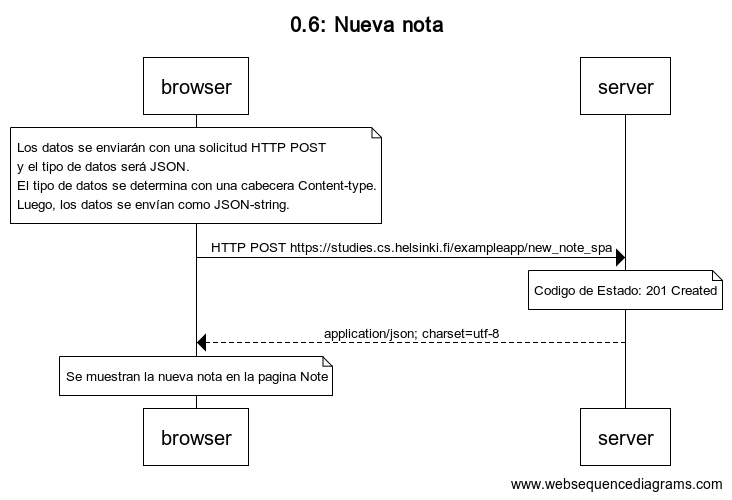 0.6: Nueva nota
browser
server
Los datos se enviarán con una solicitud HTTP POST
y el tipo de datos será JSON.
El tipo de datos se determina con una cabecera Content-type.
Luego, los datos se envían como JSON-string.
HTTP POST https://studies.cs.helsinki.fi/exampleapp/new_note_spa
Codigo de Estado: 201 Created
application/json; charset=utf-8
Se muestran la nueva nota en la pagina Note
browser
server
www.websequencediagrams.com